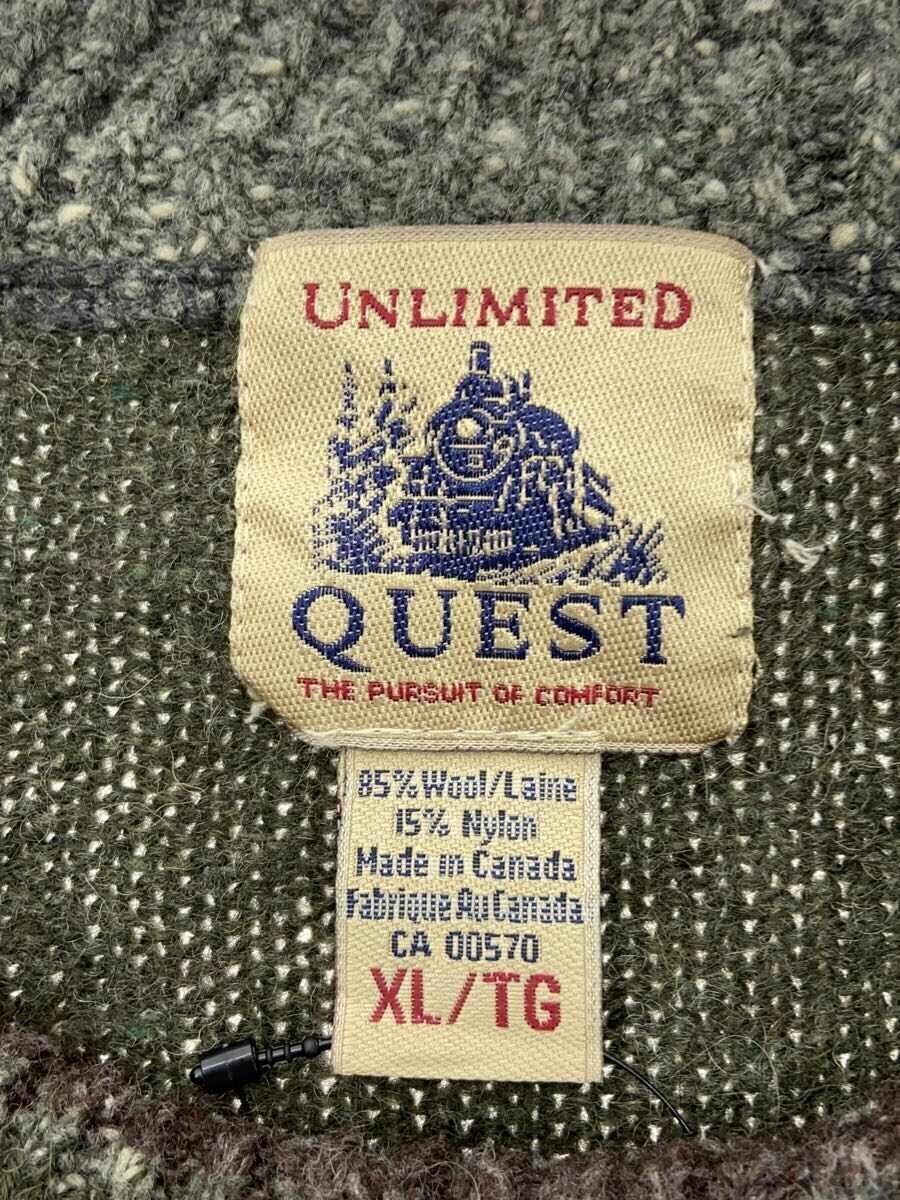 UNLIMITED
QUEST
THE PURSUIT OF COMFORT
85% Wool/Laine
15% Nylon
Made in Canada
Fabrique Au Canada
CA 00570
XL/TG